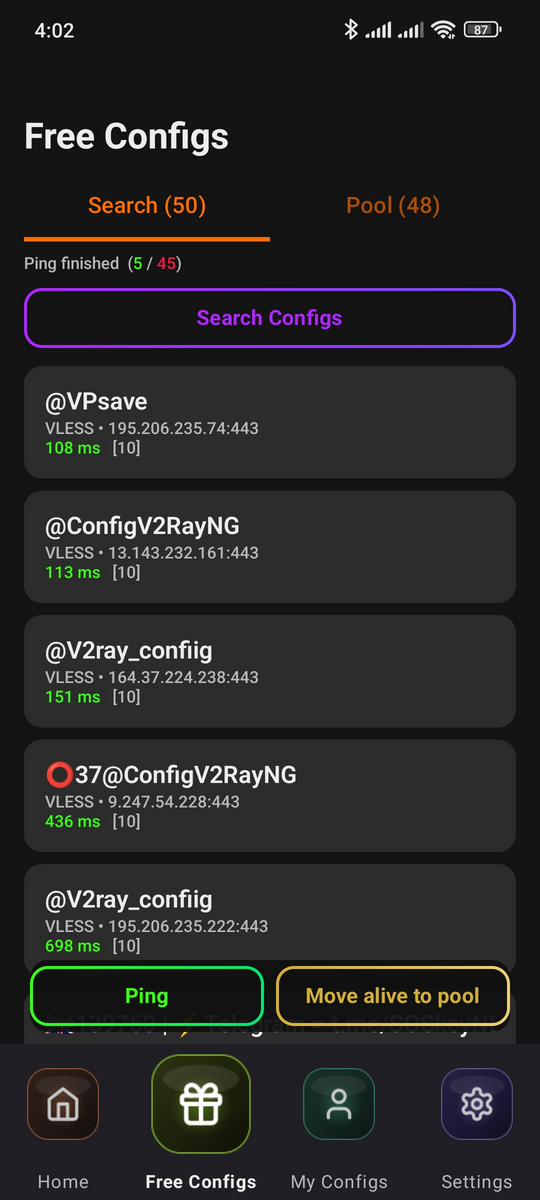 4:02
87
Free Configs
Search (50)
Pool (48)
Ping finished (5 / 45)
Search Configs
@VPsave
VLESS • 195.206.235.74:443
108 ms [10]
@ConfigV2RayNG
VLESS • 13.143.232.161:443
113 ms [10]
@V2ray_confiig
VLESS • 164.37.224.238:443
151 ms [10]
⭕37@ConfigV2RayNG
VLESS • 9.247.54.228:443
436 ms [10]
@V2ray_confiig
VLESS • 195.206.235.222:443
698 ms [10]
Ping
Move alive to pool
Home
Free Configs
My Configs
Settings